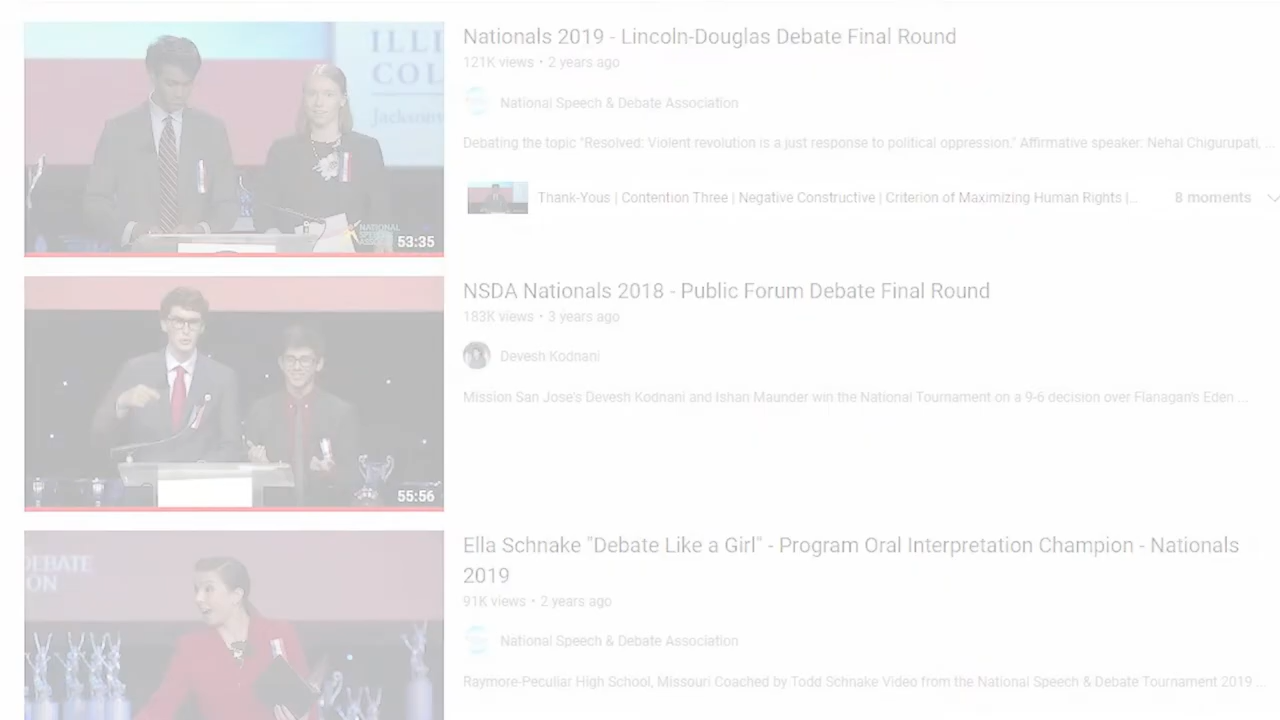 ILLI
COL
Jacksonv
NATIONAL
SPEECH
53:35
Nationals 2019 - Lincoln-Douglas Debate Final Round
121K views • 2 years ago
National Speech & Debate Association
Debating the topic "Resolved: Violent revolution is a just response to political oppression." Affirmative speaker: Nehal Chigurupati, ...
Thank-Yous | Contention Three | Negative Constructive | Criterion of Maximizing Human Rights |...
8 moments
55:56
NSDA Nationals 2018 - Public Forum Debate Final Round
183K views • 3 years ago
Devesh Kodnani
Mission San Jose's Devesh Kodnani and Ishan Maunder win the National Tournament on a 9-6 decision over Flanagan's Eden ...
DEBATE
ON
Ella Schnake "Debate Like a Girl" - Program Oral Interpretation Champion - Nationals
2019
91K views • 2 years ago
National Speech & Debate Association
Raymore-Peculiar High School, Missouri Coached by Todd Schnake Video from the National Speech & Debate Tournament 2019 ...